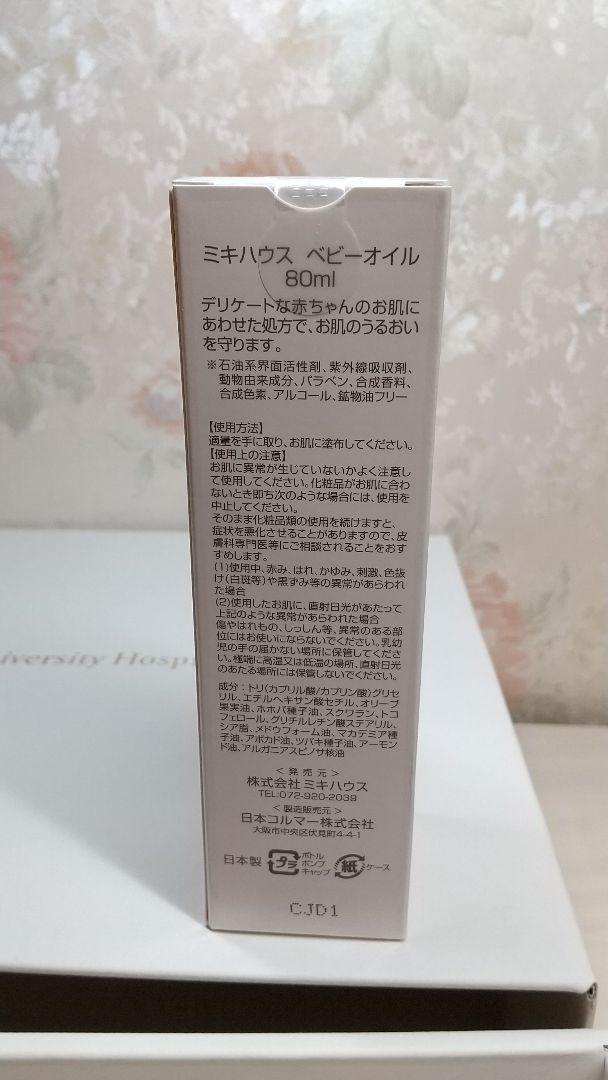 ミキハウス ベビーオイル
80ml
デリケートな赤ちゃんのお肌に
あわせた処方で、お肌のうるおい
を守ります。
※石油系界面活性剤、紫外線吸収剤、
動物由来成分、パラベン、合成香料、
合成色素、アルコール、鉱物油フリー
【使用方法】
適量を手に取り、お肌に塗布してください。
【使用上の注意】
お肌に異常が生じていないかよく注意し
て使用してください。化粧品がお肌に合わ
ないとき即ち次のような場合には、使用を
中止してください。
そのまま化粧品類の使用を続けますと、
症状を悪化させることがありますので、皮
膚科専門医等にご相談されることをおす
すめします。
(1)使用中、赤み、はれ、かゆみ、刺激、色抜
け(白斑等)や黒ずみ等の異常があらわれ
た場合
(2)使用したお肌に、直射日光があたって
上記のような異常があらわれた場合
傷やはれもの、しっしん等、異常のある部
位にはお使いにならないでください。乳幼
児の手の届かない場所に保管してくださ
い。極端に高温又は低温の場所、直射日光
のあたる場所には保管しないでください。
成分：トリ(カプリル酸/カプリン酸)グリセ
リル、エチルヘキサン酸セチル、オリーブ
果実油、ホホバ種子油、スクワラン、トコ
フェロール、グリチルレチン酸ステアリル、
シア脂、メドウフォーム油、マカデミア種
子油、アボカド油、ツバキ種子油、アーモン
ド油、アルガニアスピノサ核油
＜発売元＞
株式会社ミキハウス
TEL:072-920-2039
＜製造販売元＞
日本コルマー株式会社
大阪市中央区伏見町4-4-1
日本製 プラ ボトル ポンプ キャップ 紙 ケース
CJD1
iversity Hosp